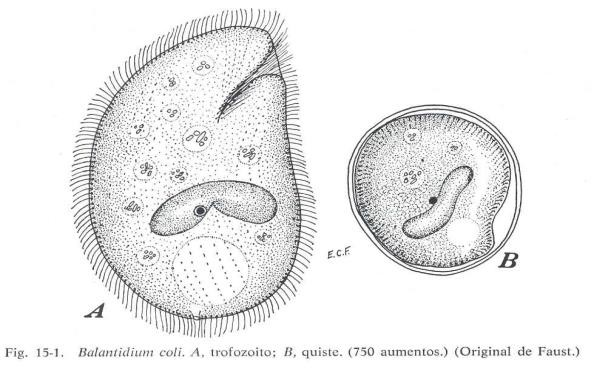 E.C.F.
A
B
Fig. 15-1. Balantidium coli. A, trofozoito; B, quiste. (750 aumentos.) (Original de Faust.)